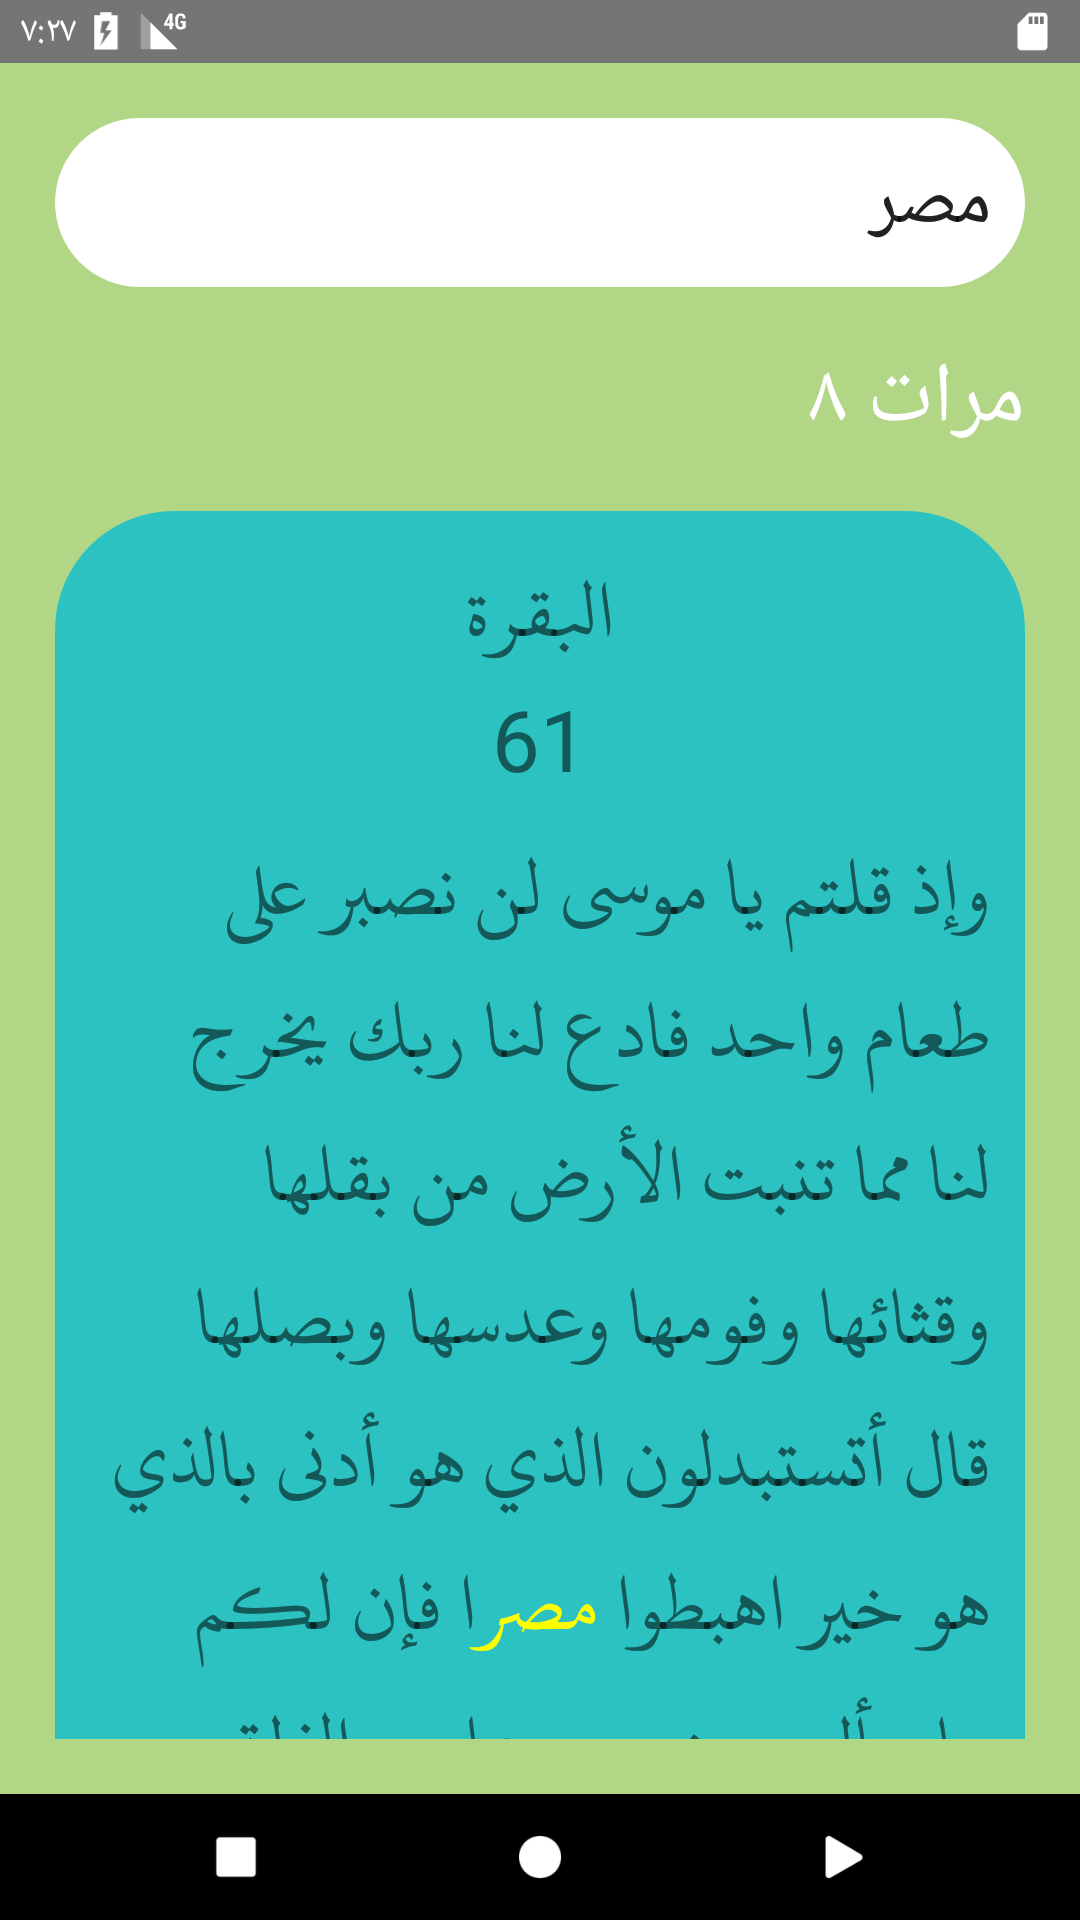 ٧:٢٧
4G
مصر
مرات ٨
البقرة
61
وإذ قلتم يا موسى لن نصبر على
طعام واحد فادع لنا ربك يخرج
لنا مما تنبت الأرض من بقلها
وقثائها وفومها وعدسها وبصلها
قال أتستبدلون الذي هو أدنى بالذي
هو خير اهبطوا مصرا فإن لكم